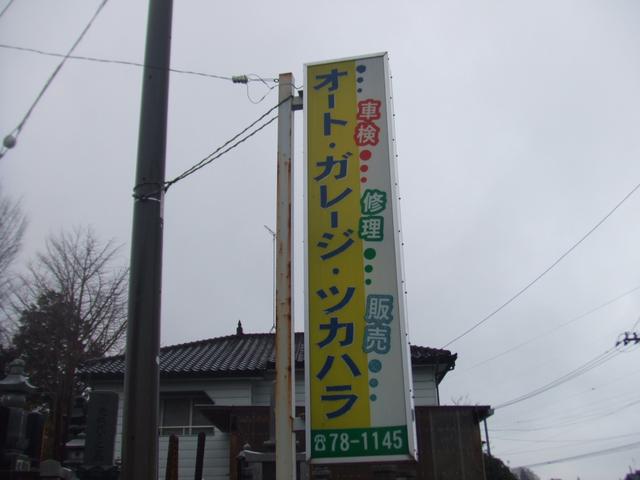 オート・ガレージ・ツカハラ
車検
修理
販売
☎78-1145